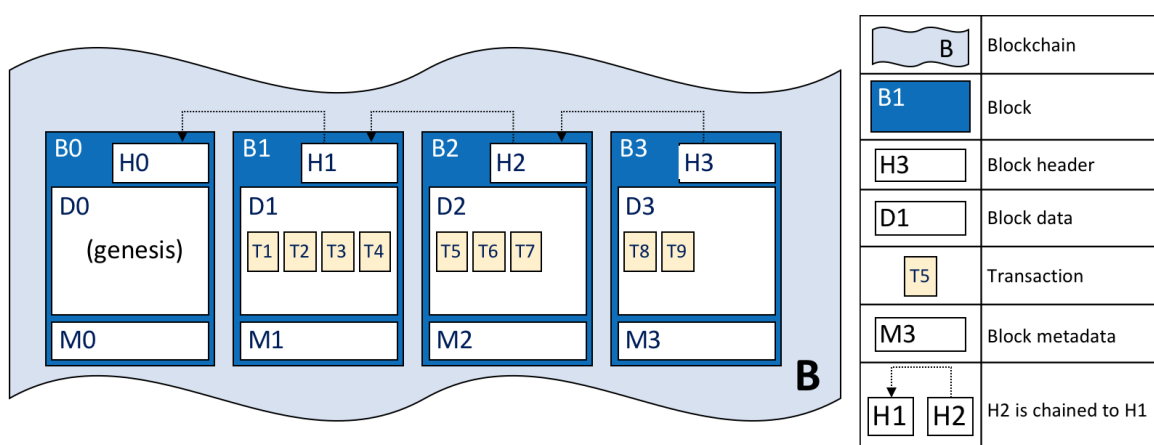 B0
H0
D0
(genesis)
M0
B1
H1
D1
T1 T2 T3 T4
M1
B2
H2
D2
T5 T6 T7
M2
B3
H3
D3
T8 T9
M3
B
B Blockchain
B1 Block
H3 Block header
D1 Block data
T5 Transaction
M3 Block metadata
H1 H2 H2 is chained to H1